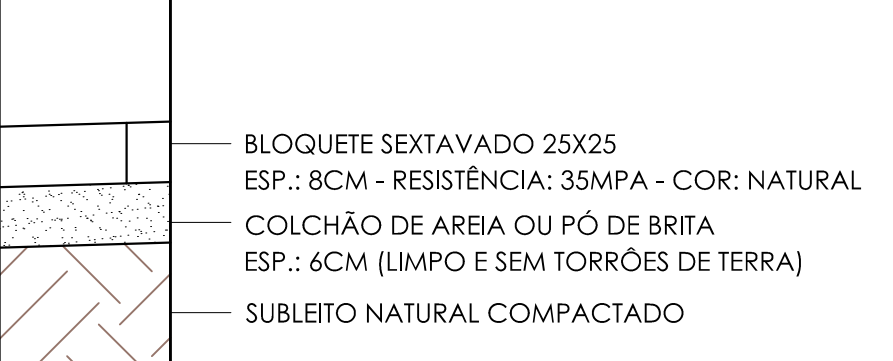 BLOQUETE SEXTAVADO 25X25
ESP.: 8CM - RESISTÊNCIA: 35MPA - COR: NATURAL
COLCHÃO DE AREIA OU PÓ DE BRITA
ESP.: 6CM (LIMPO E SEM TORRÔES DE TERRA)
SUBLEITO NATURAL COMPACTADO